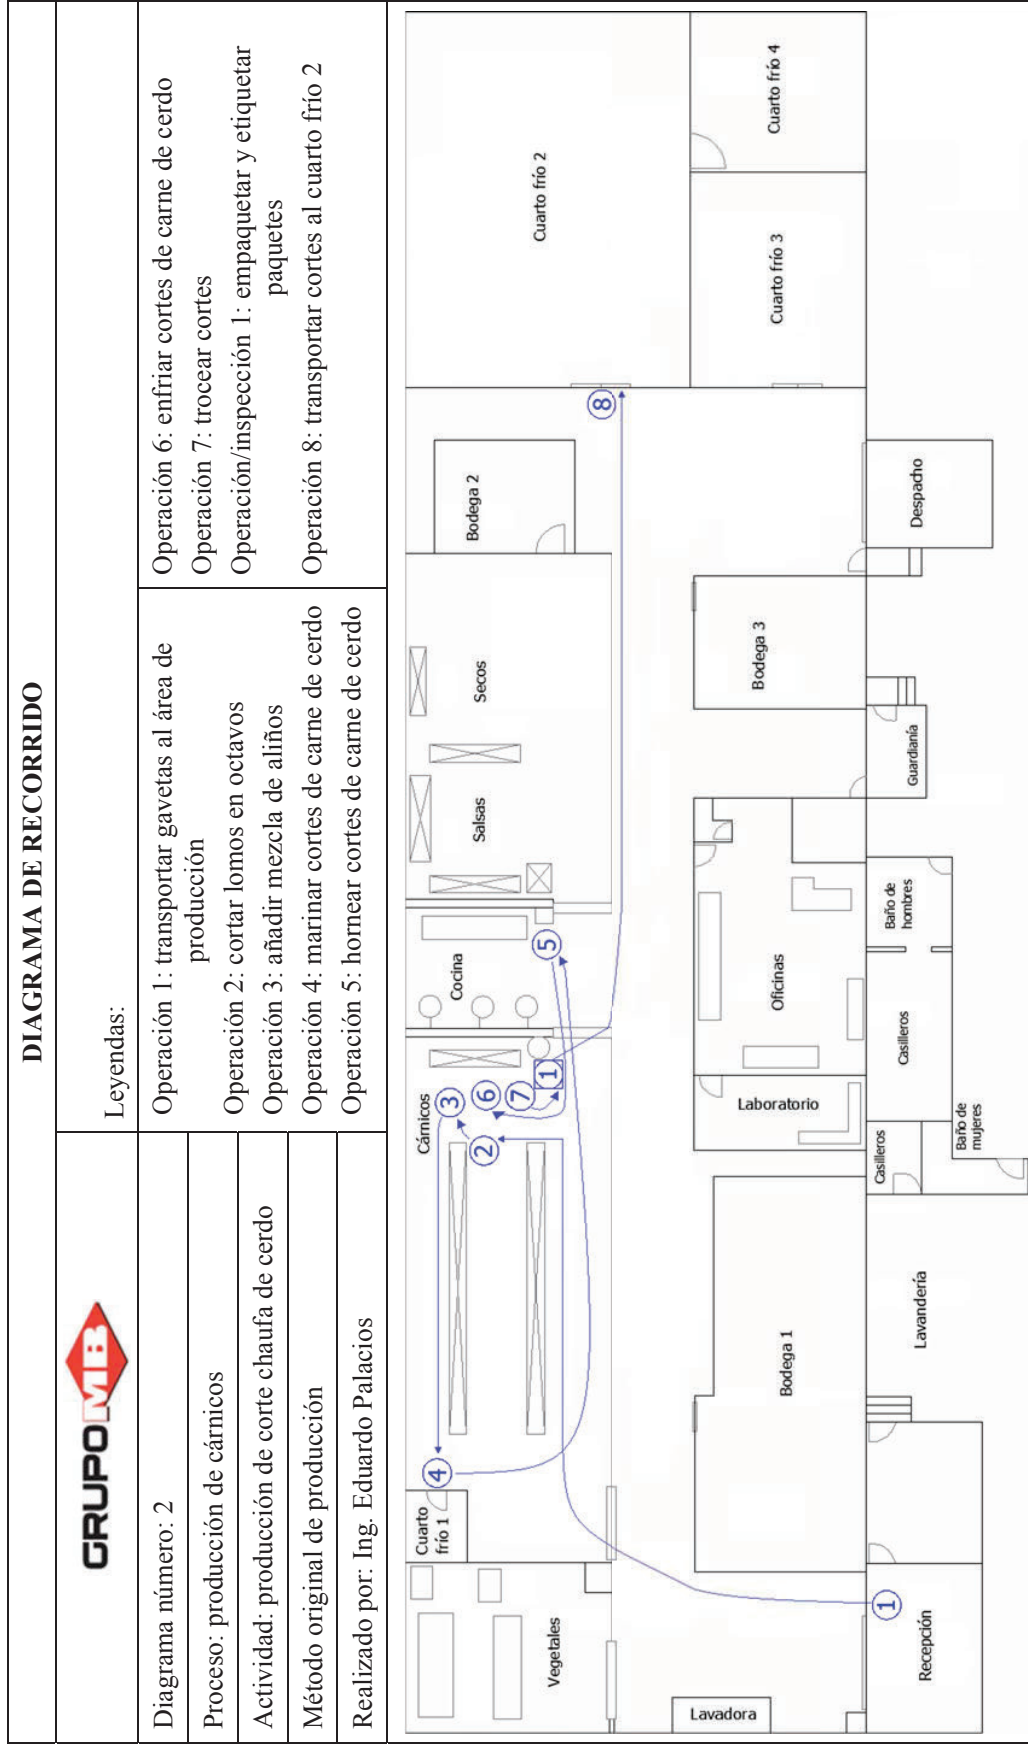 DIAGRAMA DE RECORRIDO
GRUPO MB
Leyendas:
Diagrama número: 2
Proceso: producción de cárnicos
Actividad: producción de corte chaufa de cerdo
Método original de producción
Realizado por: Ing. Eduardo Palacios
Operación 1: transportar gavetas al área de
producción
Operación 2: cortar lomos en octavos
Operación 3: añadir mezcla de aliños
Operación 4: marinar cortes de carne de cerdo
Operación 5: hornear cortes de carne de cerdo
Operación 6: enfriar cortes de carne de cerdo
Operación 7: trocear cortes
Operación/inspección 1: empaquetar y etiquetar
paquetes
Operación 8: transportar cortes al cuarto frío 2
Vegetales
Cuarto
frío 1
4
Cárnicos
2
3
6
7
1
Cocina
5
Salsas
Secos
Bodega 2
8
Cuarto frío 2
Cuarto frío 3
Cuarto frío 4
Lavadora
Bodega 1
Laboratorio
Oficinas
Bodega 3
1
Recepción
Lavandería
Casilleros
Baño de
mujeres
Casilleros
Baño de
hombres
Guardianía
Despacho